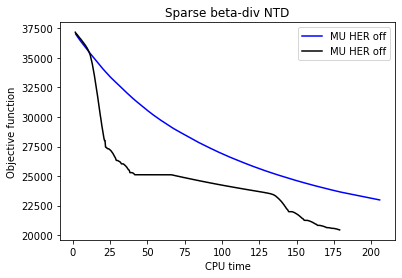 Sparse beta-div NTD
37500
35000
32500
30000
27500
25000
22500
20000
Objective function
MU HER off
MU HER off
0 25 50 75 100 125 150 175 200
CPU time